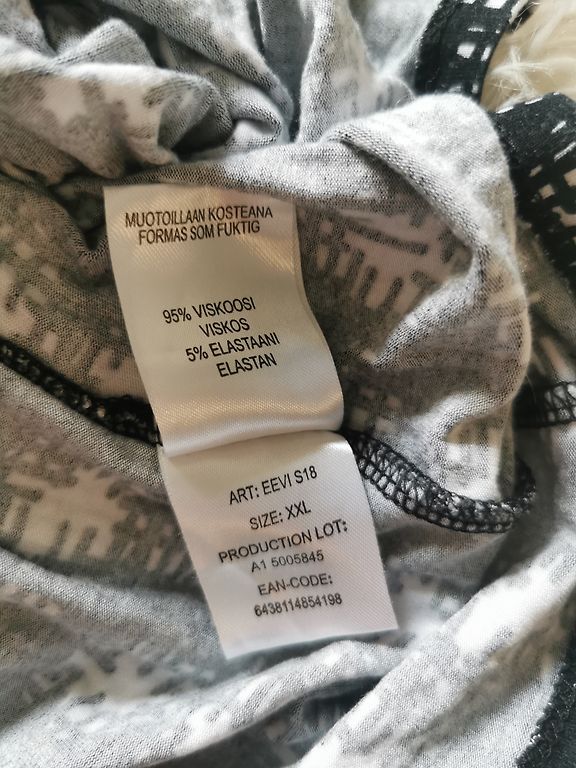 MUOTOILLAAN KOSTEANA
FORMAS SOM FUKTIG
95% VISKOOSI
VISKOS
5% ELASTAANI
ELASTAN
ART: EEVI S18
SIZE: XXL
PRODUCTION LOT:
A1 5005845
EAN-CODE:
6438114854198